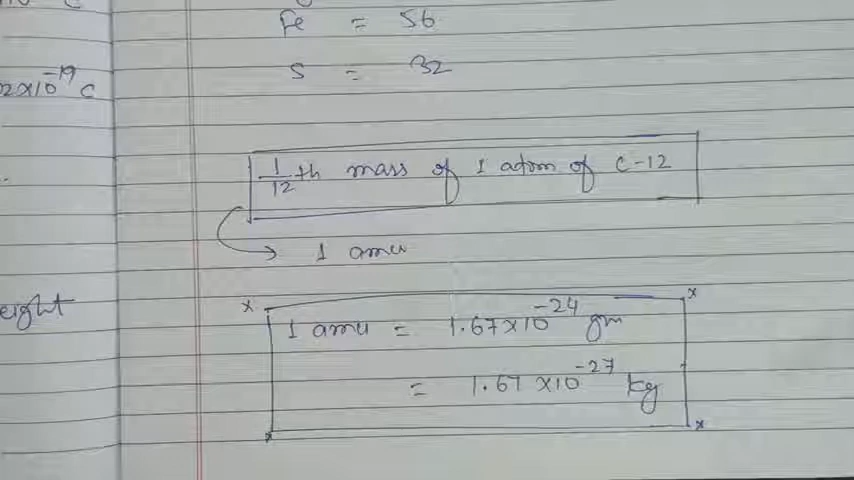 Fe = 56
S = 32
2x10^-19 C
1/12 th mass of 1 atom of C-12
→ 1 amu
eight
1 amu = 1.67x10^-24 gm
= 1.67 x10^-27 kg